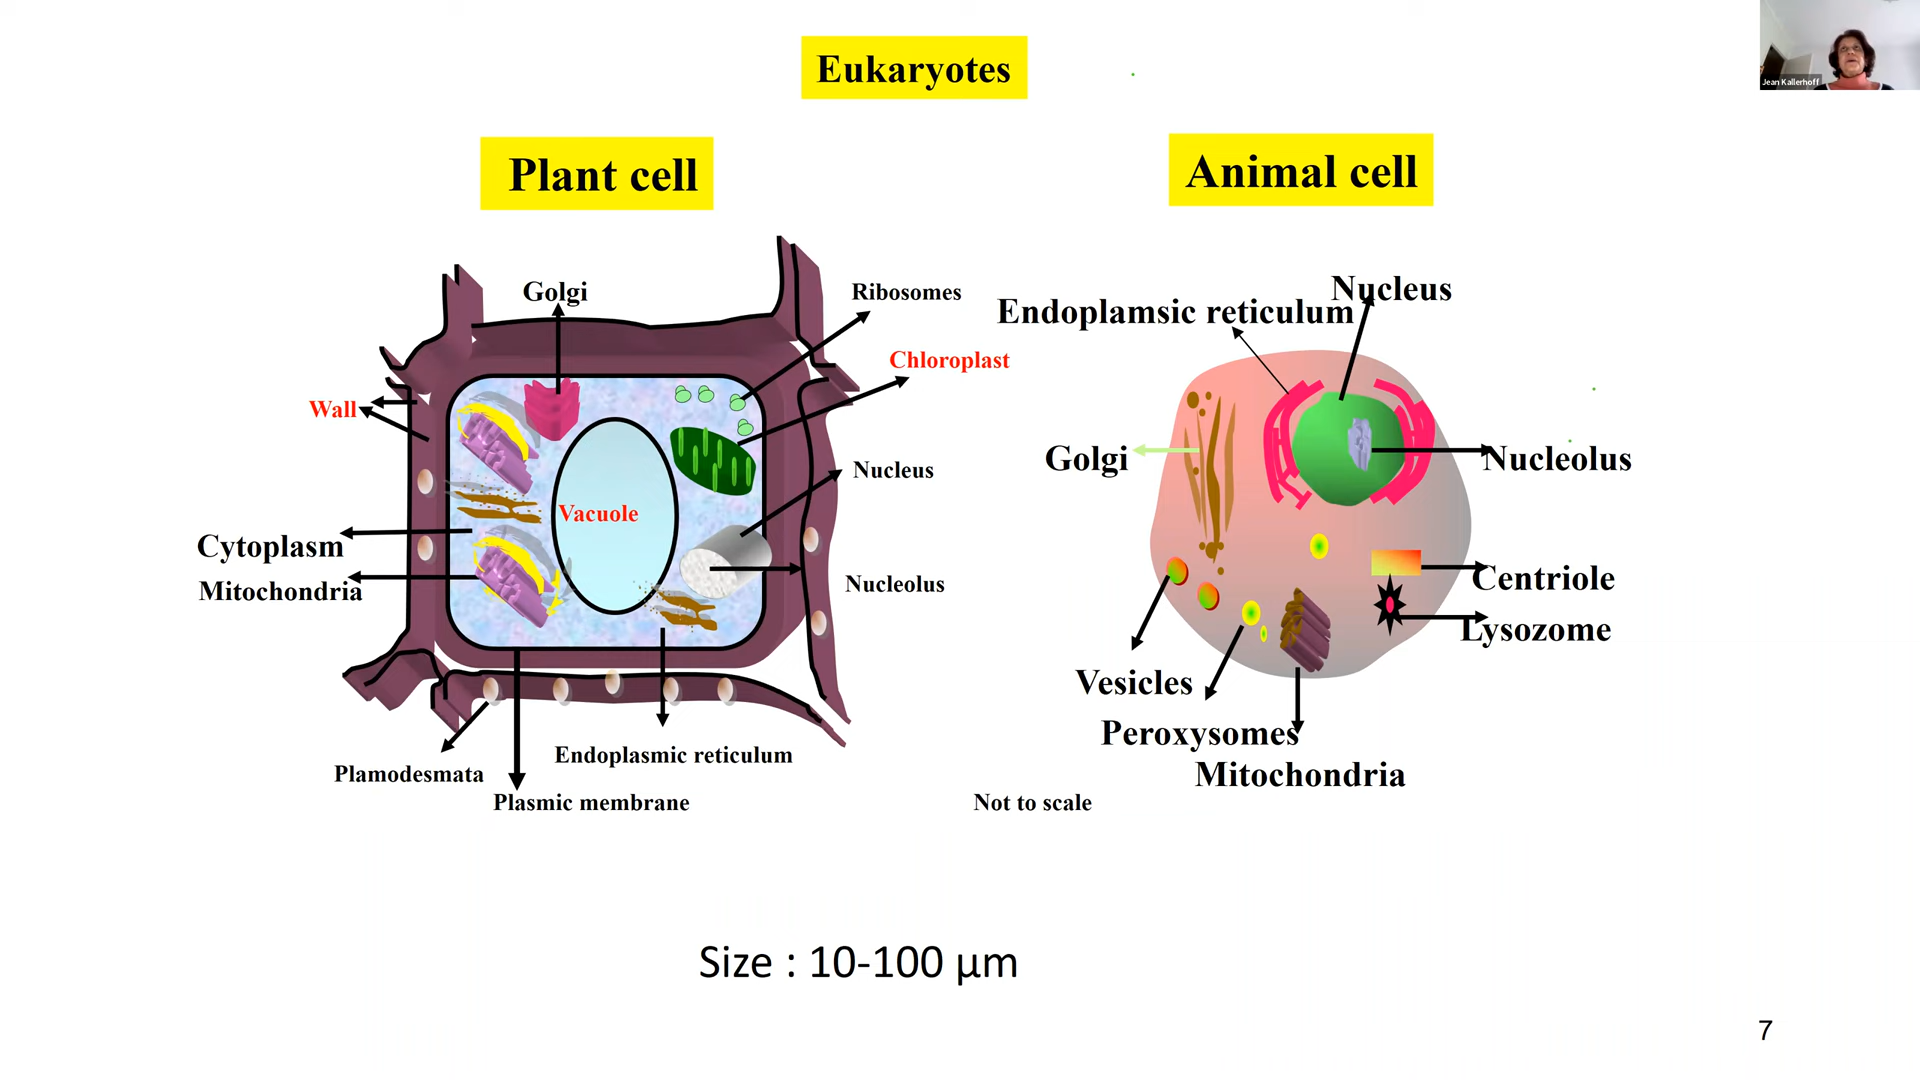 Eukaryotes
Jean Kallerhoff
Plant cell
Animal cell
Golgi
Ribosomes
Chloroplast
Wall
Nucleus
Vacuole
Cytoplasm
Mitochondria
Nucleolus
Endoplasmic reticulum
Plamodesmata
Plasmic membrane
Nucleus
Endoplamsic reticulum
Golgi
Nucleolus
Centriole
Lysozome
Vesicles
Peroxysomes
Mitochondria
Not to scale
Size : 10-100 µm
7